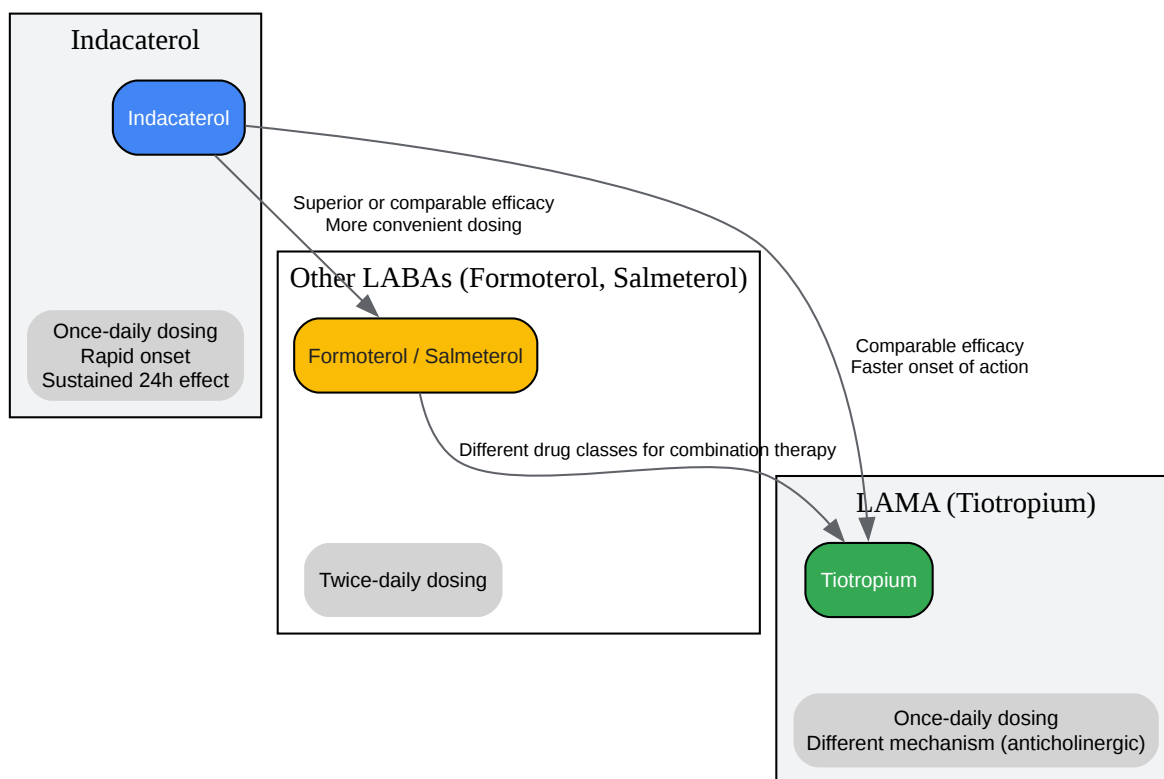 Indacaterol
Indacaterol
Superior or comparable efficacy
More convenient dosing
Once-daily dosing
Rapid onset
Sustained 24h effect
Other LABAs (Formoterol, Salmeterol)
Formoterol / Salmeterol
Comparable efficacy
Faster onset of action
Different drug classes for combination therapy
Twice-daily dosing
LAMA (Tiotropium)
Tiotropium
Once-daily dosing
Different mechanism (anticholinergic)